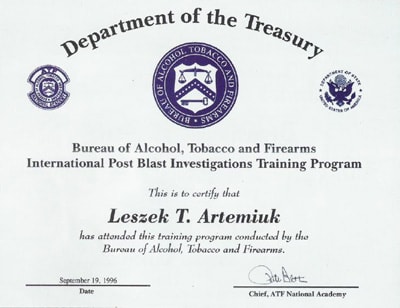 Department of the Treasury
BUREAU OF ALCOHOL TOBACCO AND FIREARMS
DEPARTMENT OF STATE
UNITED STATES OF AMERICA
Bureau of Alcohol, Tobacco and Firearms
International Post Blast Investigations Training Program
This is to certify that
Leszek T. Artemiuk
has attended this training program conducted by the
Bureau of Alcohol, Tobacco and Firearms.
September 19, 1996
Date
Chief, ATF National Academy